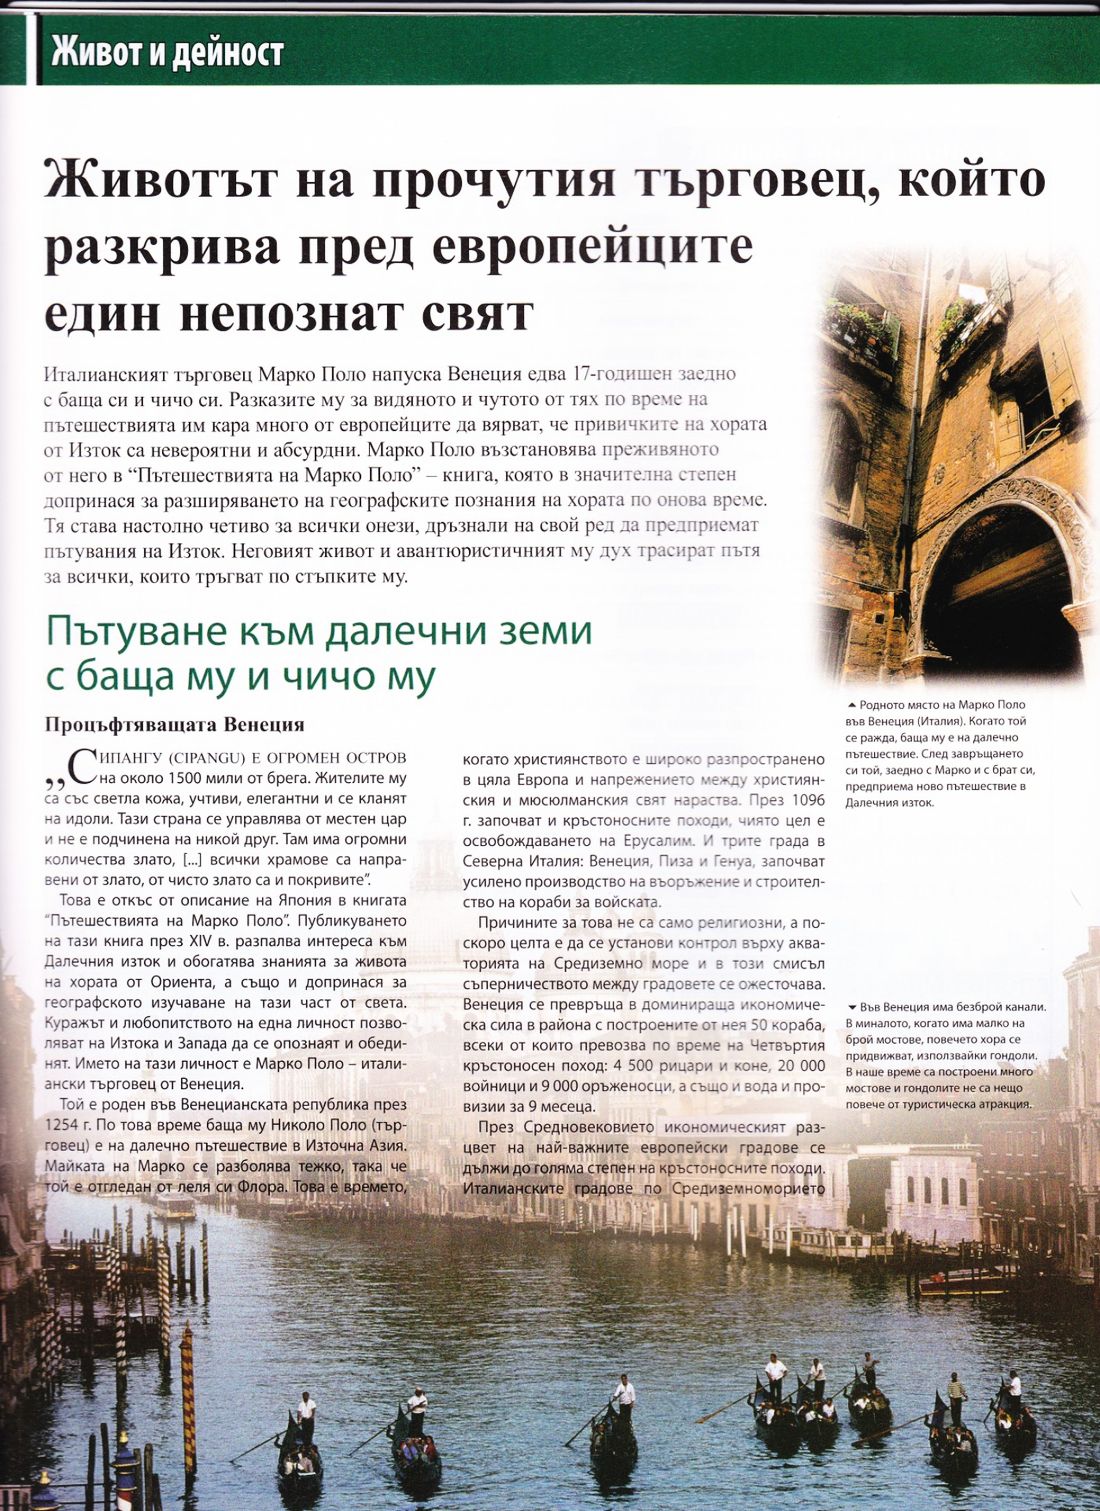 Живот и дейност
Животът на прочутия търговец, който
разкрива пред европейците
един непознат свят
Италианският търговец Марко Поло напуска Венеция едва 17-годишен заедно
с баща си и чичо си. Разказите му за видяното и чутото от тях по време на
пътешествията им кара много от европейците да вярват, че привичките на хората
от Изток са невероятни и абсурдни. Марко Поло възстановява преживяното
от него в “Пътешествията на Марко Поло” – книга, която в значителна степен
допринася за разширяването на географските познания на хората по онова време.
Тя става настолно четиво за всички онези, дръзнали на свой ред да предприемат
пътувания на Изток. Неговият живот и авантюристичният му дух трасират пътя
за всички, които тръгват по стъпките му.
Пътуване към далечни земи
с баща му и чичо му
Процъфтяващата Венеция
„СИПАНГУ (CIPANGU) Е ОГРОМЕН ОСТРОВ
на около 1500 мили от брега. Жителите му
са със светла кожа, учтиви, елегантни и се кланят
на идоли. Тази страна се управлява от местен цар
и не е подчинена на никой друг. Там има огромни
количества злато, [...] всички храмове са напра-
вени от злато, от чисто злато са и покривите”.
Това е откъс от описание на Япония в книгата
“Пътешествията на Марко Поло”. Публикуването
на тази книга през XIV в. разпалва интереса към
Далечния изток и обогатява знанията за живота
на хората от Ориента, а също и допринася за
географското изучаване на тази част от света.
Куражът и любопитството на една личност позво-
ляват на Изтока и Запада да се опознаят и обеди-
нят. Името на тази личност е Марко Поло – итали-
ански търговец от Венеция.
Той е роден във Венецианската република през
1254 г. По това време баща му Николо Поло (тър-
говец) е на далечно пътешествие в Източна Азия.
Майката на Марко се разболява тежко, така че
той е отгледан от леля си Флора. Това е времето,
когато християнството е широко разпространено
в цяла Европа и напрежението между християн-
ския и мюсюлманския свят нараства. През 1096
г. започват и кръстоносните походи, чиято цел е
освобождаването на Ерусалим. И трите града в
Северна Италия: Венеция, Пиза и Генуа, започват
усилено производство на въоръжение и строител-
ство на кораби за войската.
Причините за това не са само религиозни, а по-
скоро целта е да се установи контрол върху аква-
торията на Средиземно море и в този смисъл
съперничеството между градовете се ожесточава.
Венеция се превръща в доминираща икономиче-
ска сила в района с построените от нея 50 кораба,
всеки от които превозва по време на Четвъртия
кръстоносен поход: 4 500 рицари и коне, 20 000
войници и 9 000 оръженосци, а също и вода и про-
визии за 9 месеца.
През Средновековието икономическият раз-
цвет на най-важните европейски градове се
дължи до голяма степен на кръстоносните походи.
Италианските градове по Средиземноморието
▲ Родното място на Марко Поло
във Венеция (Италия). Когато той
се ражда, баща му е на далечно
пътешествие. След завръщането
си той, заедно с Марко и с брат си,
предприема ново пътешествие в
Далечния изток.
▼ Във Венеция има безброй канали.
В миналото, когато има малко на
брой мостове, повечето хора се
придвижват, използвайки гондоли.
В наше време са построени много
мостове и гондолите не са нещо
повече от туристическа атракция.